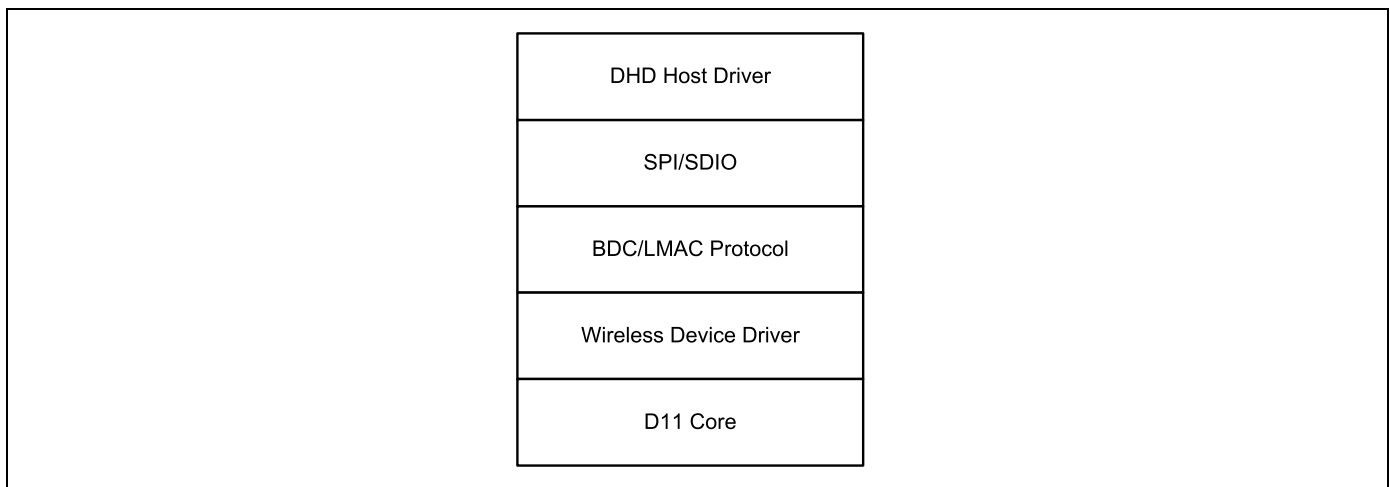 DHD Host Driver
SPI/SDIO
BDC/LMAC Protocol
Wireless Device Driver
D11 Core